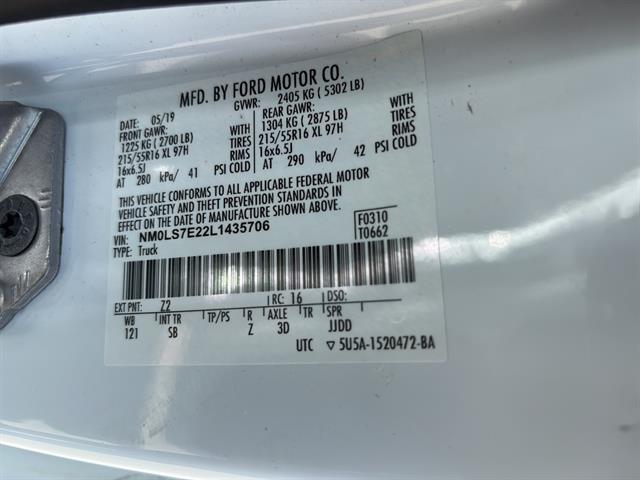 MFD. BY FORD MOTOR CO.
DATE: 05/19 GVWR: 2405 KG ( 5302 LB)
FRONT GAWR: REAR GAWR:
1225 KG ( 2700 LB) WITH 1304 KG ( 2875 LB) WITH
215/55R16 XL 97H TIRES 215/55R16 XL 97H TIRES
16x6.5J RIMS 16x6.5J RIMS
AT 280 kPa/ 41 PSI COLD AT 290 kPa/ 42 PSI COLD
THIS VEHICLE CONFORMS TO ALL APPLICABLE FEDERAL MOTOR
VEHICLE SAFETY AND THEFT PREVENTION STANDARDS IN
EFFECT ON THE DATE OF MANUFACTURE SHOWN ABOVE.
VIN: NM0LS7E22L1435706 F0310
TYPE: Truck T0662
EXT PNT: Z2 RC: 16 DSO:
WB INT TR TP/PS R AXLE TR SPR
121 SB Z 3D JJDD
UTC ▽ 5U5A-1520472-BA